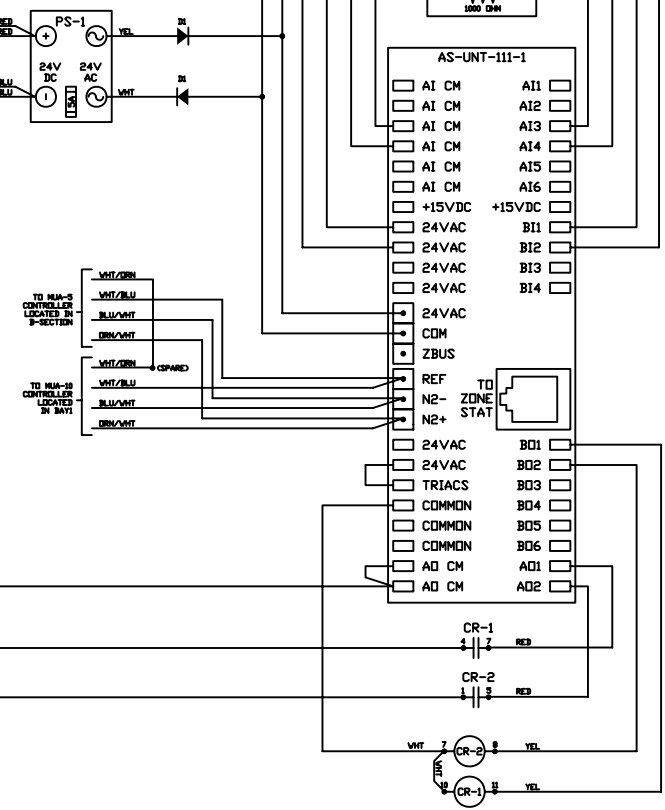 1000 OHM
RED
RED
PS-1
24V DC
24V AC
5A
BLU
BLU
YEL
D1
WHT
D1
AS-UNT-111-1
AI CM AI1
AI CM AI2
AI CM AI3
AI CM AI4
AI CM AI5
AI CM AI6
+15VDC +15VDC
24VAC BI1
24VAC BI2
24VAC BI3
24VAC BI4
24VAC
COM
ZBUS
REF
N2-
N2+
TO
ZONE
STAT
24VAC BO1
24VAC BO2
TRIACS BO3
COMMON BO4
COMMON BO5
COMMON BO6
AO CM AO1
AO CM AO2
TO MUA-5
CONTROLLER
LOCATED IN
B-SECTION
WHT/ORN
WHT/BLU
BLU/WHT
ORN/WHT
TO MUA-10
CONTROLLER
LOCATED
IN BAY1
WHT/ORN
(SPARE)
WHT/BLU
BLU/WHT
ORN/WHT
CR-1
4 7 RED
CR-2
1 5 RED
WHT 7 CR-2 8 YEL
WHT
10 CR-1 11 YEL